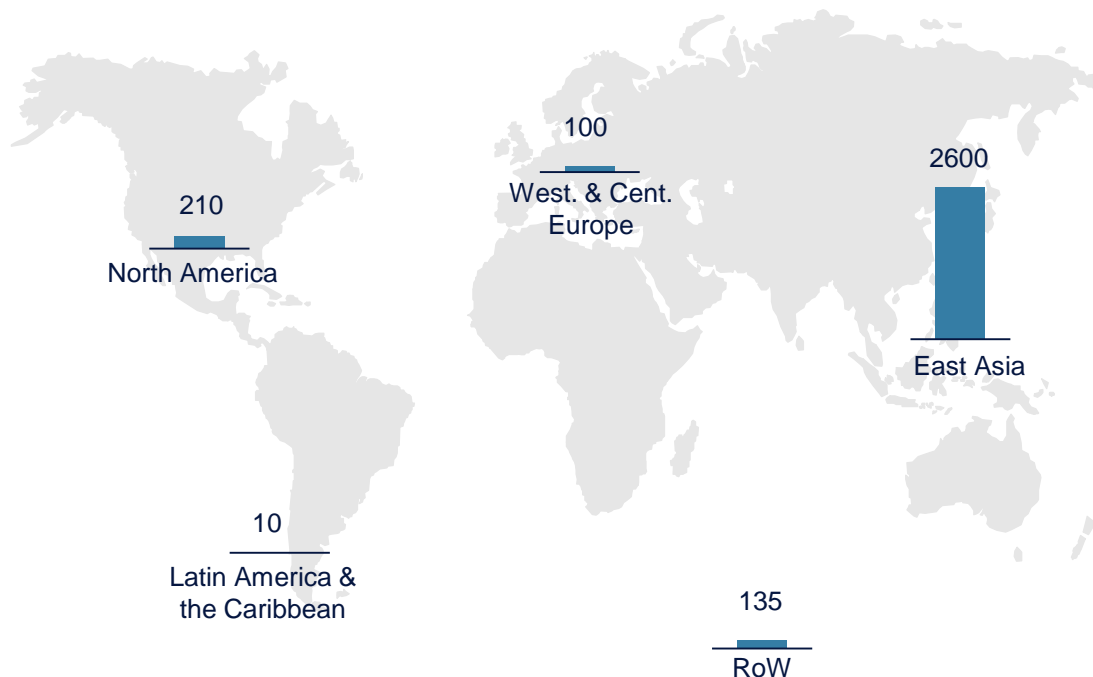 100
West. & Cent.
Europe
2600
East Asia
210
North America
10
Latin America &
the Caribbean
135
RoW